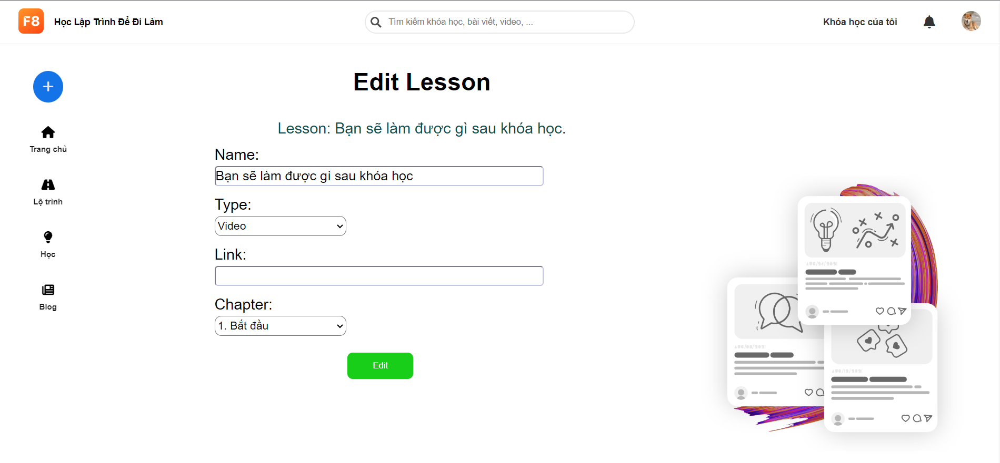 F8
Học Lập Trình Để Đi Làm
Tìm kiếm khóa học, bài viết, video, ...
Khóa học của tôi
Trang chủ
Lộ trình
Học
Blog
Edit Lesson
Lesson: Bạn sẽ làm được gì sau khóa học.
Name:
Bạn sẽ làm được gì sau khóa học
Type:
Video
Link:
Chapter:
1. Bắt đầu
Edit